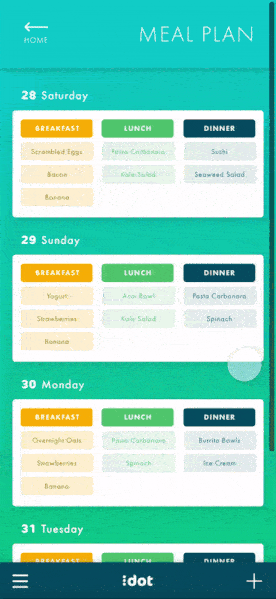 HOME
MEAL PLAN
28 Saturday
BREAKFAST LUNCH DINNER
Scrambled Eggs Pasta Carbonara Sushi
Bacon Kale Salad Seaweed Salad
Banana
29 Sunday
BREAKFAST LUNCH DINNER
Yogurt Acai Bowl Pasta Carbonara
Strawberries Kale Salad Spinach
Banana
30 Monday
BREAKFAST LUNCH DINNER
Overnight Oats Pasta Carbonara Burrito Bowls
Strawberries Spinach Ice Cream
Banana
31 Tuesday
BREAKFAST LUNCH DINNER
idot